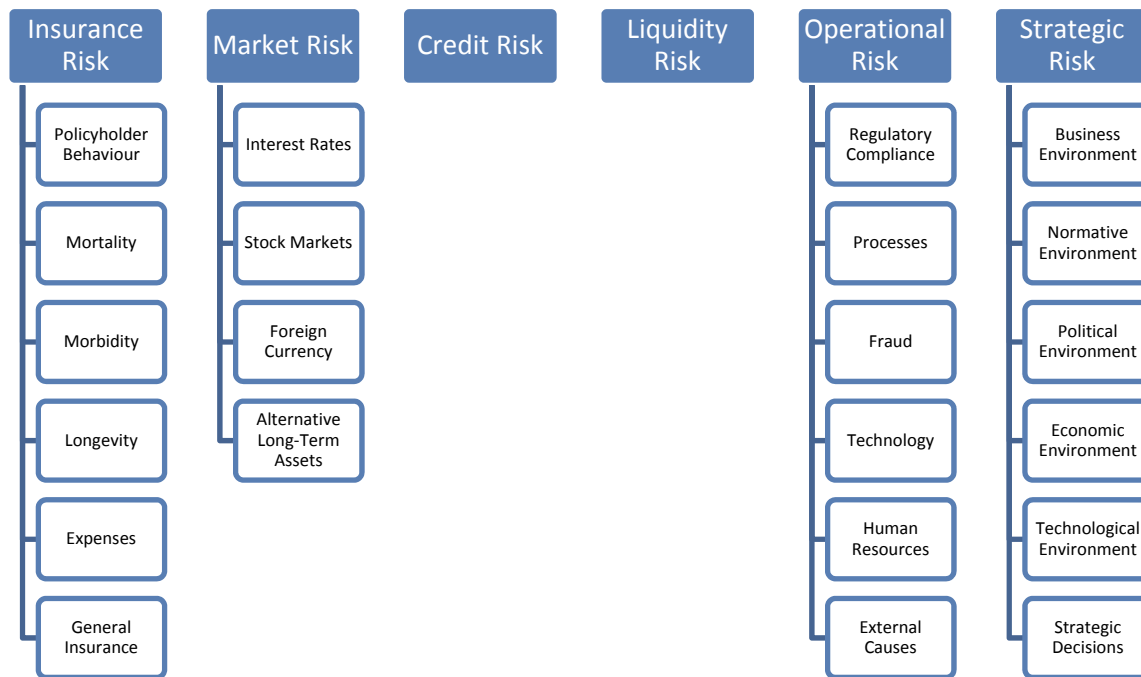 Insurance
Risk
Policyholder
Behaviour
Mortality
Morbidity
Longevity
Expenses
General
Insurance
Market Risk
Interest Rates
Stock Markets
Foreign
Currency
Alternative
Long-Term
Assets
Credit Risk
Liquidity
Risk
Operational
Risk
Regulatory
Compliance
Processes
Fraud
Technology
Human
Resources
External
Causes
Strategic
Risk
Business
Environment
Normative
Environment
Political
Environment
Economic
Environment
Technological
Environment
Strategic
Decisions